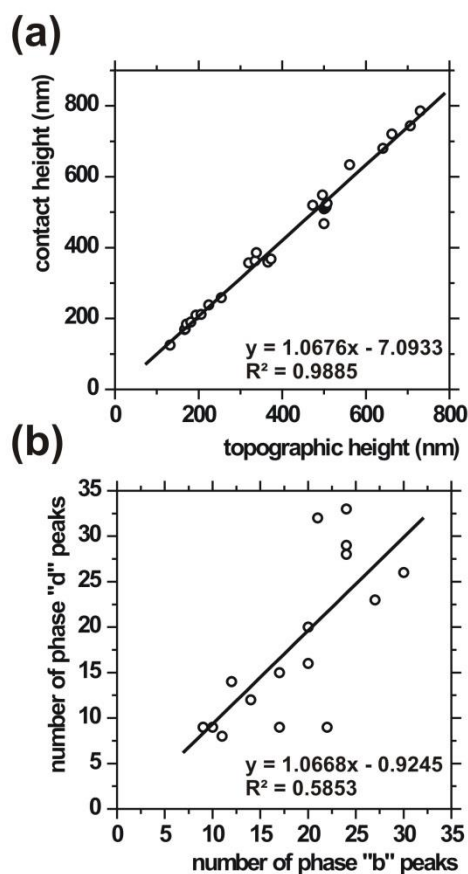 (a)
contact height (nm)
800
600
400
200
0
y = 1.0676x - 7.0933
R² = 0.9885
0 200 400 600 800
topographic height (nm)
(b)
number of phase "d" peaks
35
30
25
20
15
10
5
0
y = 1.0668x - 0.9245
R² = 0.5853
0 5 10 15 20 25 30 35
number of phase "b" peaks